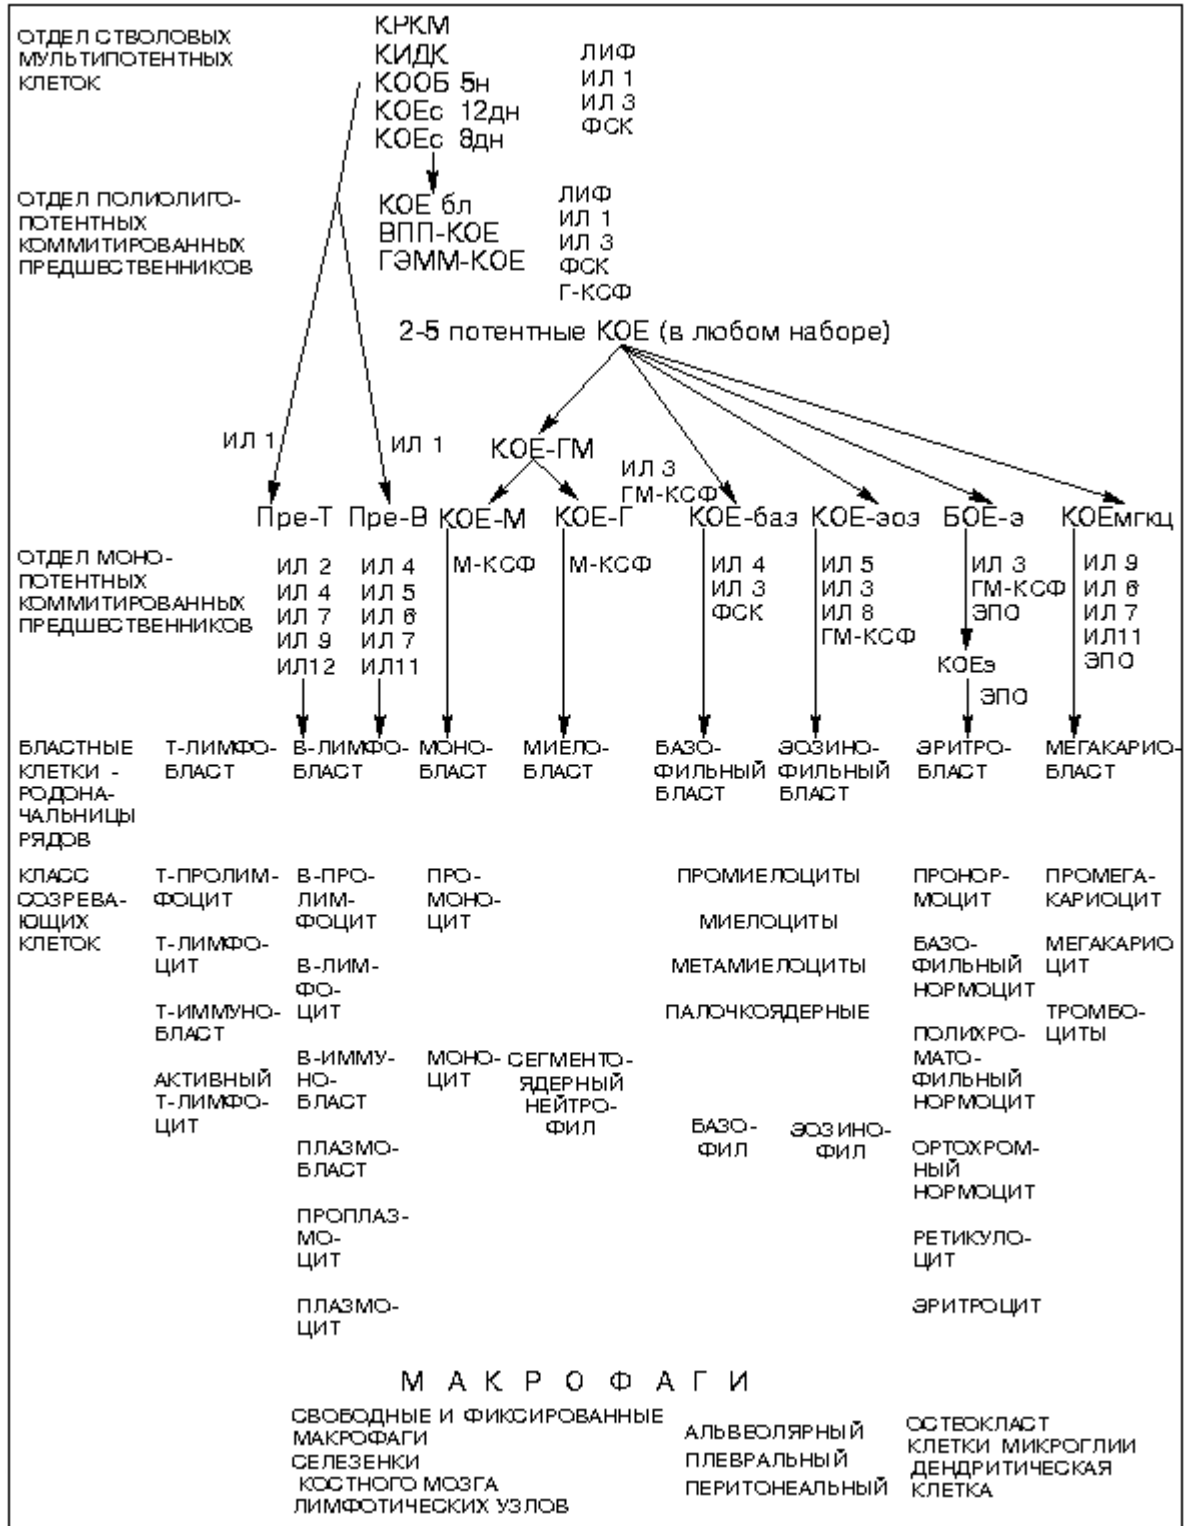 ОТДЕЛ СТВОЛОВЫХ
МУЛЬТИПОТЕНТНЫХ
КЛЕТОК
КРКМ
КИДК
КООБ 5н
КОЕс 12дн
КОЕс 8дн
ЛИФ
ИЛ 1
ИЛ 3
ФСК
ОТДЕЛ ПОЛИОЛИГО-
ПОТЕНТНЫХ
КОММИТИРОВАННЫХ
ПРЕДШЕСТВЕННИКОВ
КОЕ бл
ВПП-КОЕ
ГЭММ-КОЕ
ЛИФ
ИЛ 1
ИЛ 3
ФСК
Г-КСФ
2-5 потентные КОЕ (в любом наборе)
ИЛ 1
ИЛ 1
КОЕ-ГМ
ИЛ 3
ГМ-КСФ
Пре-Т Пре-В КОЕ-М КОЕ-Г КОЕ-баз КОЕ-эоз БОЕ-э КОЕмгкц
ОТДЕЛ МОНО-
ПОТЕНТНЫХ
КОММИТИРОВАННЫХ
ПРЕДШЕСТВЕННИКОВ
ИЛ 2
ИЛ 4
ИЛ 7
ИЛ 9
ИЛ12
ИЛ 4
ИЛ 5
ИЛ 6
ИЛ 7
ИЛ11
М-КСФ
М-КСФ
ИЛ 4
ИЛ 3
ФСК
ИЛ 5
ИЛ 3
ИЛ 8
ГМ-КСФ
ИЛ 3
ГМ-КСФ
ЭПО
КОЕэ
ЭПО
ИЛ 9
ИЛ 6
ИЛ 7
ИЛ11
ЭПО
БЛАСТНЫЕ
КЛЕТКИ -
РОДОНА-
ЧАЛЬНИЦЫ
РЯДОВ
Т-ЛИМФО-
БЛАСТ
В-ЛИМФО-
БЛАСТ
МОНО-
БЛАСТ
МИЕЛО-
БЛАСТ
БАЗО-
ФИЛЬНЫЙ
БЛАСТ
ЭОЗИНО-
ФИЛЬНЫЙ
БЛАСТ
ЭРИТРО-
БЛАСТ
МЕГАКАРИО-
БЛАСТ
КЛАСС
СОЗРЕВА-
ЮЩИХ
КЛЕТОК
Т-ПРОЛИМ-
ФОЦИТ
Т-ЛИМФО-
ЦИТ
Т-ИММУНО-
БЛАСТ
АКТИВНЫЙ
Т-ЛИМФО-
ЦИТ
В-ПРО-
ЛИМ-
ФОЦИТ
В-ЛИМ-
ФО-
ЦИТ
В-ИММУ-
НО-
БЛАСТ
ПЛАЗМО-
БЛАСТ
ПРОПЛАЗ-
МО-
ЦИТ
ПЛАЗМО-
ЦИТ
ПРО-
МОНО-
ЦИТ
МОНО-
ЦИТ
СЕГМЕНТО-
ЯДЕРНЫЙ
НЕЙТРО-
ФИЛ
ПРОМИЕЛОЦИТЫ
МИЕЛОЦИТЫ
МЕТАМИЕЛОЦИТЫ
ПАЛОЧКОЯДЕРНЫЕ
БАЗО-
ФИЛ
ЭОЗИНО-
ФИЛ
ПРОНОР-
МОЦИТ
БАЗО-
ФИЛЬНЫЙ
НОРМОЦИТ
ПОЛИХРО-
МАТО-
ФИЛЬНЫЙ
НОРМОЦИТ
ОРТОХРОМ-
НЫЙ
НОРМОЦИТ
РЕТИКУЛО-
ЦИТ
ЭРИТРОЦИТ
ПРОМЕГА-
КАРИОЦИТ
МЕГАКАРИО
ЦИТ
ТРОМБО-
ЦИТЫ
М А К Р О Ф А Г И
СВОБОДНЫЕ И ФИКСИРОВАННЫЕ
МАКРОФАГИ
СЕЛЕЗЕНКИ
КОСТНОГО МОЗГА
ЛИМФОТИЧЕСКИХ УЗЛОВ
АЛЬВЕОЛЯРНЫЙ
ПЛЕВРАЛЬНЫЙ
ПЕРИТОНЕАЛЬНЫЙ
ОСТЕОКЛАСТ
КЛЕТКИ МИКРОГЛИИ
ДЕНДРИТИЧЕСКАЯ
КЛЕТКА